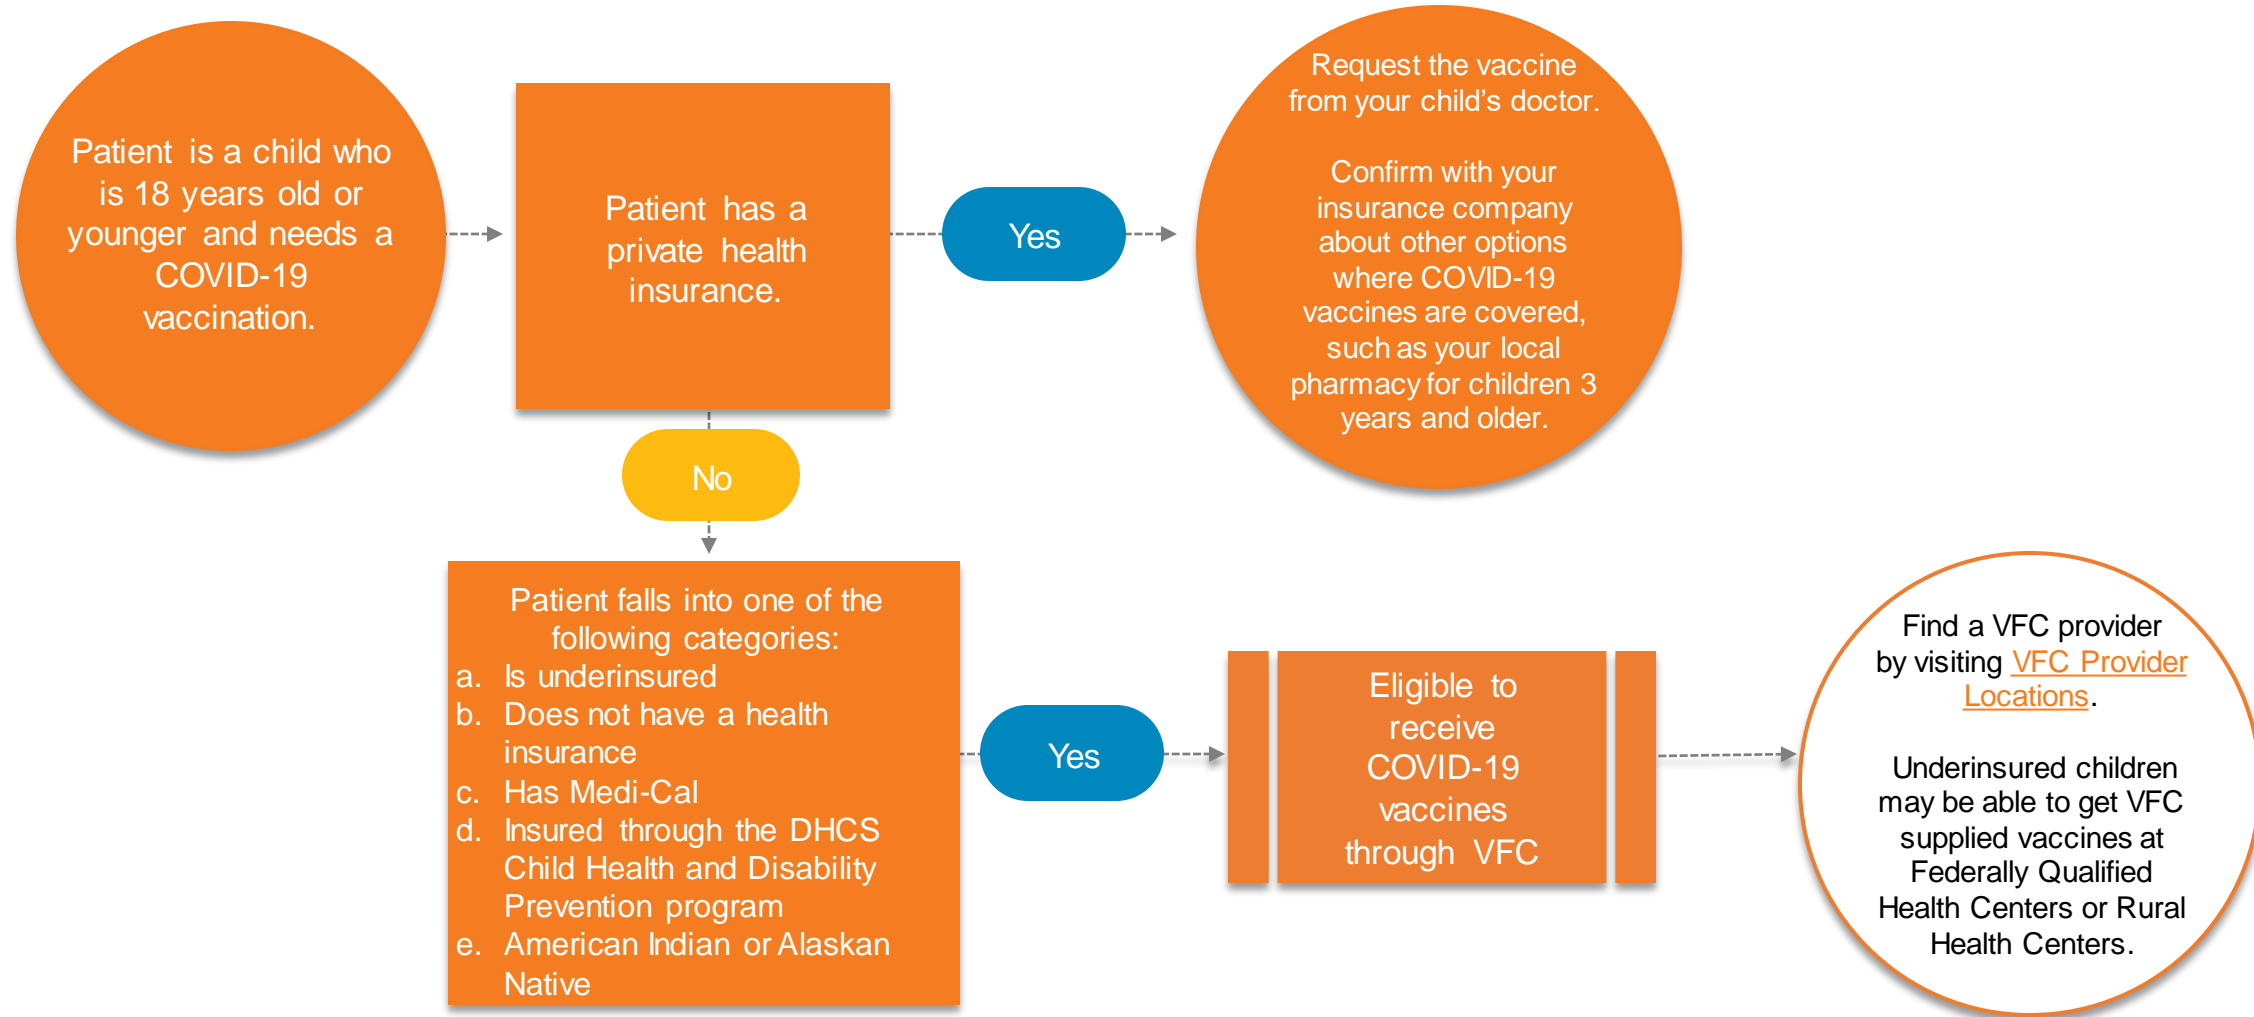 Patient is a child who
is 18 years old or
younger and needs a
COVID-19
vaccination.
Patient has a
private health
insurance.
Yes
Request the vaccine
from your child’s doctor.
Confirm with your
insurance company
about other options
where COVID-19
vaccines are covered,
such as your local
pharmacy for children 3
years and older.
No
Patient falls into one of the
following categories:
a. Is underinsured
b. Does not have a health
insurance
c. Has Medi-Cal
d. Insured through the DHCS
Child Health and Disability
Prevention program
e. American Indian or Alaskan
Native
Yes
Eligible to
receive
COVID-19
vaccines
through VFC
Find a VFC provider
by visiting VFC Provider
Locations.
Underinsured children
may be able to get VFC
supplied vaccines at
Federally Qualified
Health Centers or Rural
Health Centers.